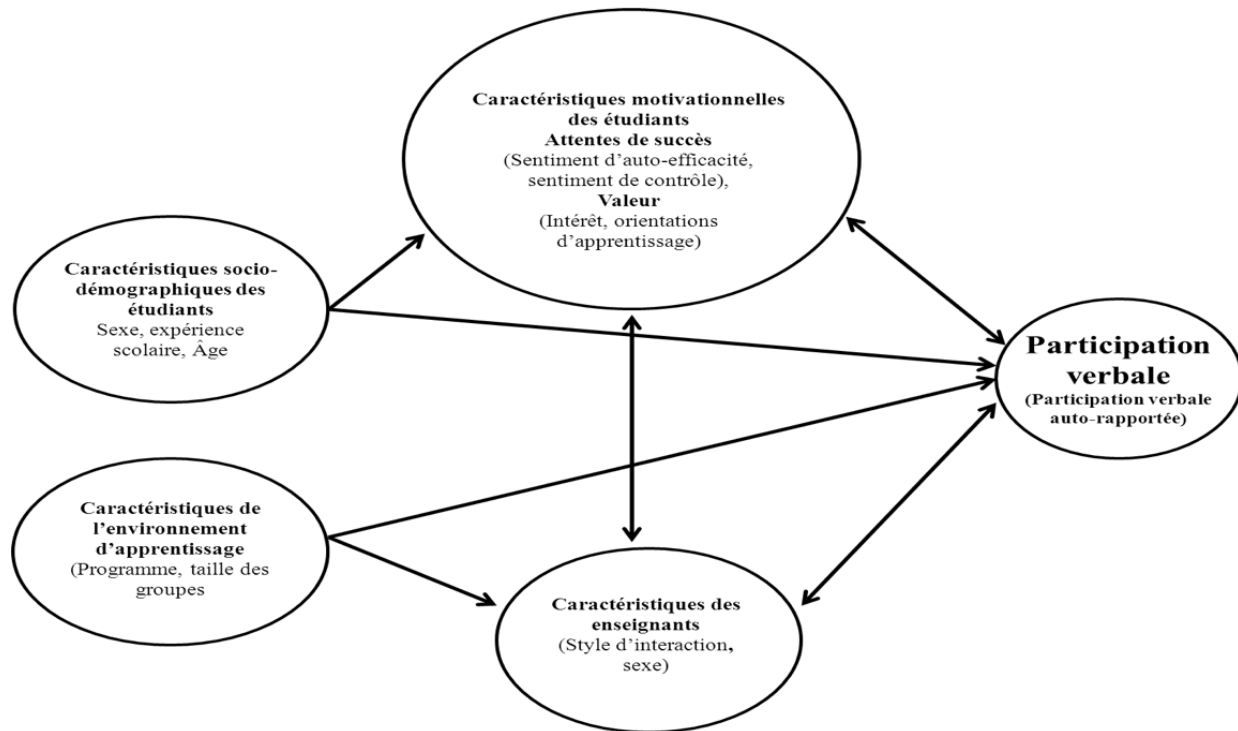 Caractéristiques motivationnelles
des étudiants
Attentes de succès
(Sentiment d'auto-efficacité,
sentiment de contrôle),
Valeur
(Intérêt, orientations
d'apprentissage)
Caractéristiques socio-
démographiques des
étudiants
Sexe, expérience
scolaire, Âge
Participation
verbale
(Participation verbale
auto-rapportée)
Caractéristiques de
l'environnement
d'apprentissage
(Programme, taille des
groupes
Caractéristiques des
enseignants
(Style d'interaction,
sexe)